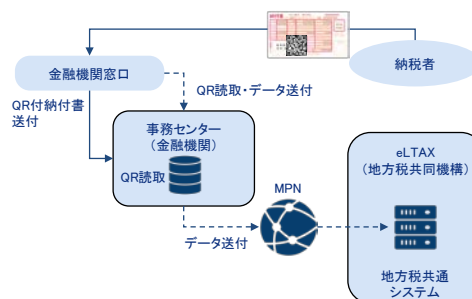 納税者
金融機関窓口
QR読取・データ送付
QR付納付書
送付
事務センター
（金融機関）
QR読取
eLTAX
（地方税共同機構）
MPN
データ送付
地方税共通
システム